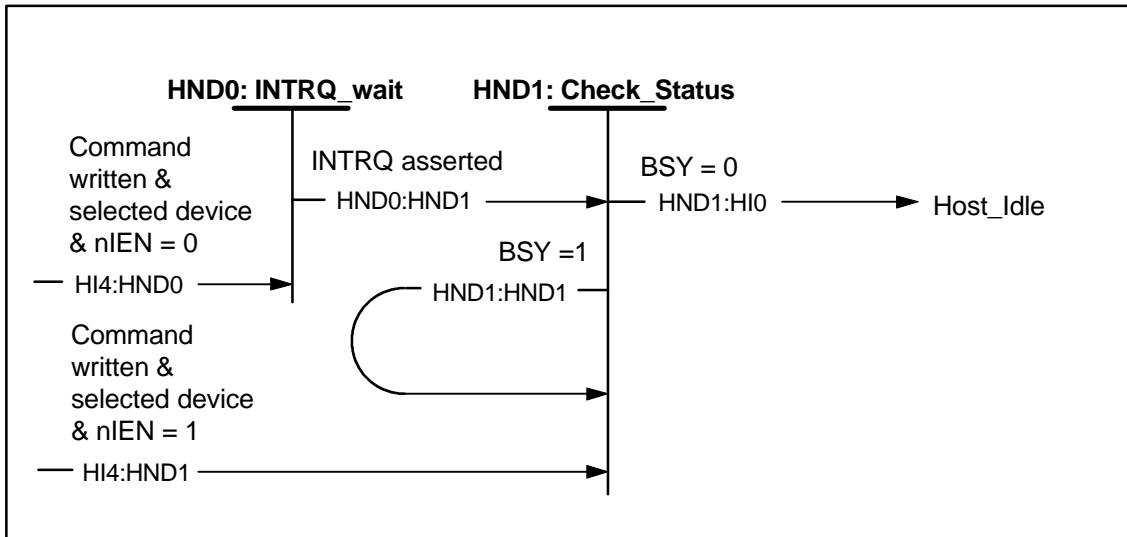 HND0: INTRQ_wait
HND1: Check_Status
Command
written &
selected device
& nIEN = 0
HI4:HND0
INTRQ asserted
HND0:HND1
BSY = 0
HND1:HI0
Host_Idle
BSY =1
HND1:HND1
Command
written &
selected device
& nIEN = 1
HI4:HND1